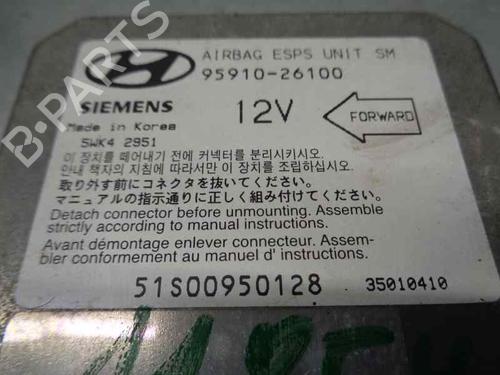 AIRBAG ESPS UNIT SM
95910-26100
SIEMENS 12V FORWARD
Made in Korea
5WK4 2951
이 장치를 떼어내기 전에 커넥터를 분리시키시오.
안내 책자의 지침에 따라서만 이 장치를 조립하십시오.
取り外す前にコネクタを抜いてください。
マニュアルの指示通りに正しく組み付けてください。
Detach connector before unmounting. Assemble
strictly according to manual instructions.
Avant démontage enlever connecteur. Assem-
bler conformement au manuel d' instructions.
51S00950128 35010410
B-PARTS